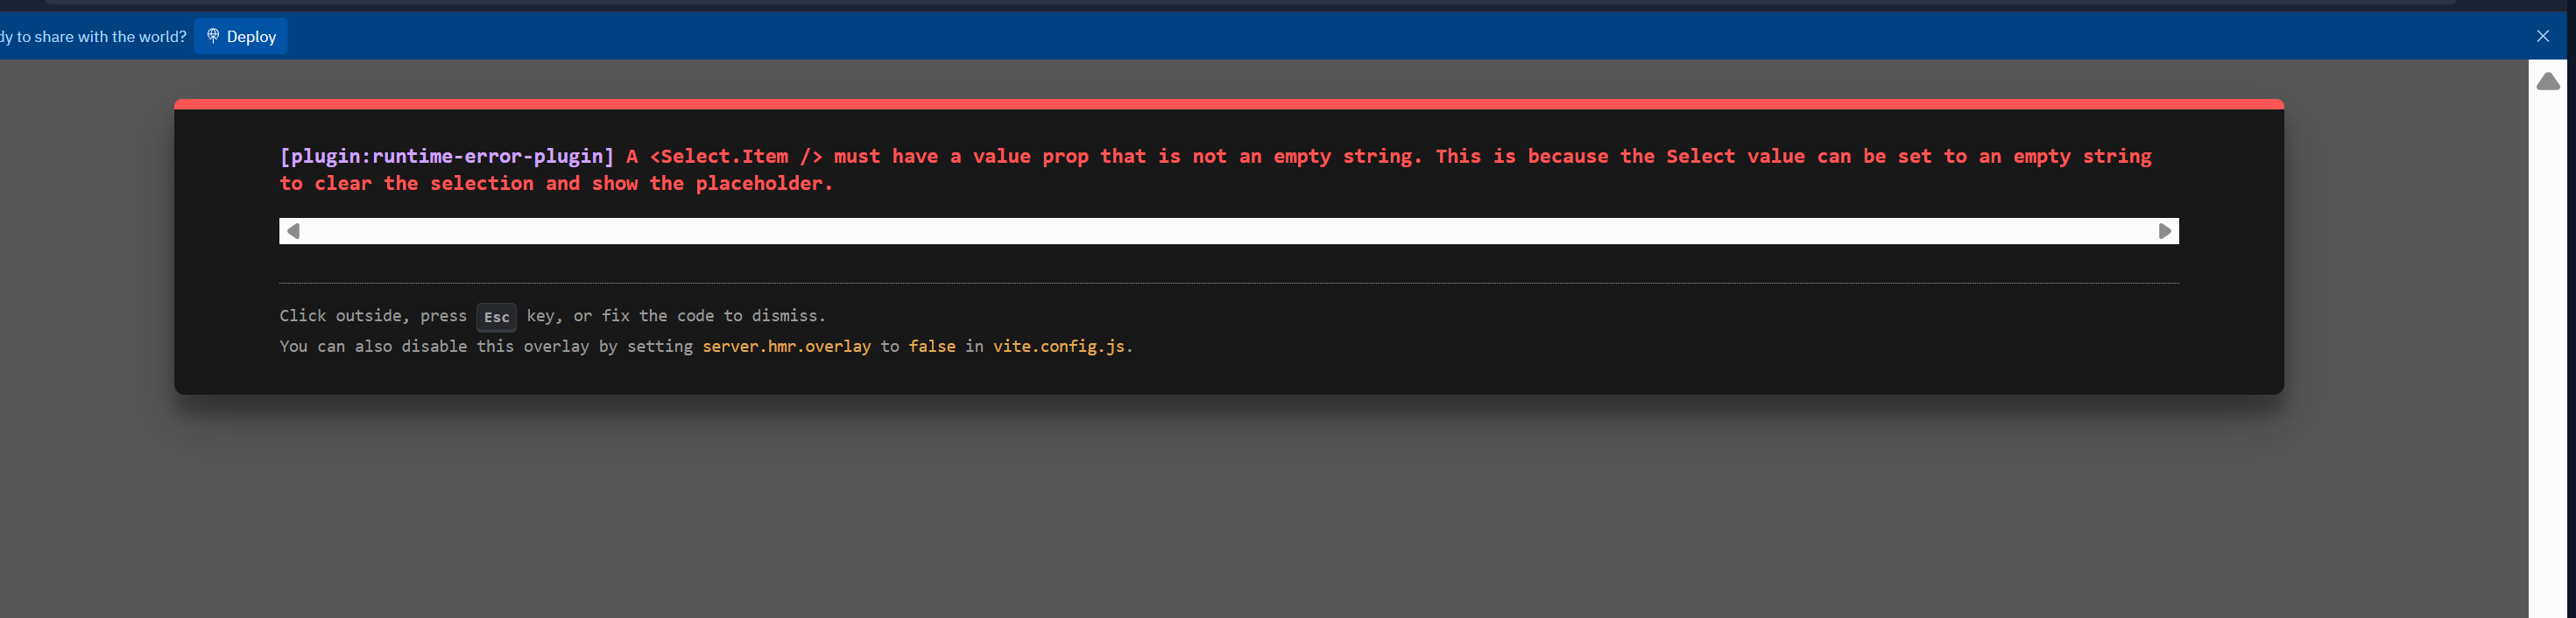 to share with the world? Deploy
[plugin:runtime-error-plugin] A <Select.Item /> must have a value prop that is not an empty string. This is because the Select value can be set to an empty string
to clear the selection and show the placeholder.
Click outside, press Esc key, or fix the code to dismiss.
You can also disable this overlay by setting server.hmr.overlay to false in vite.config.js.